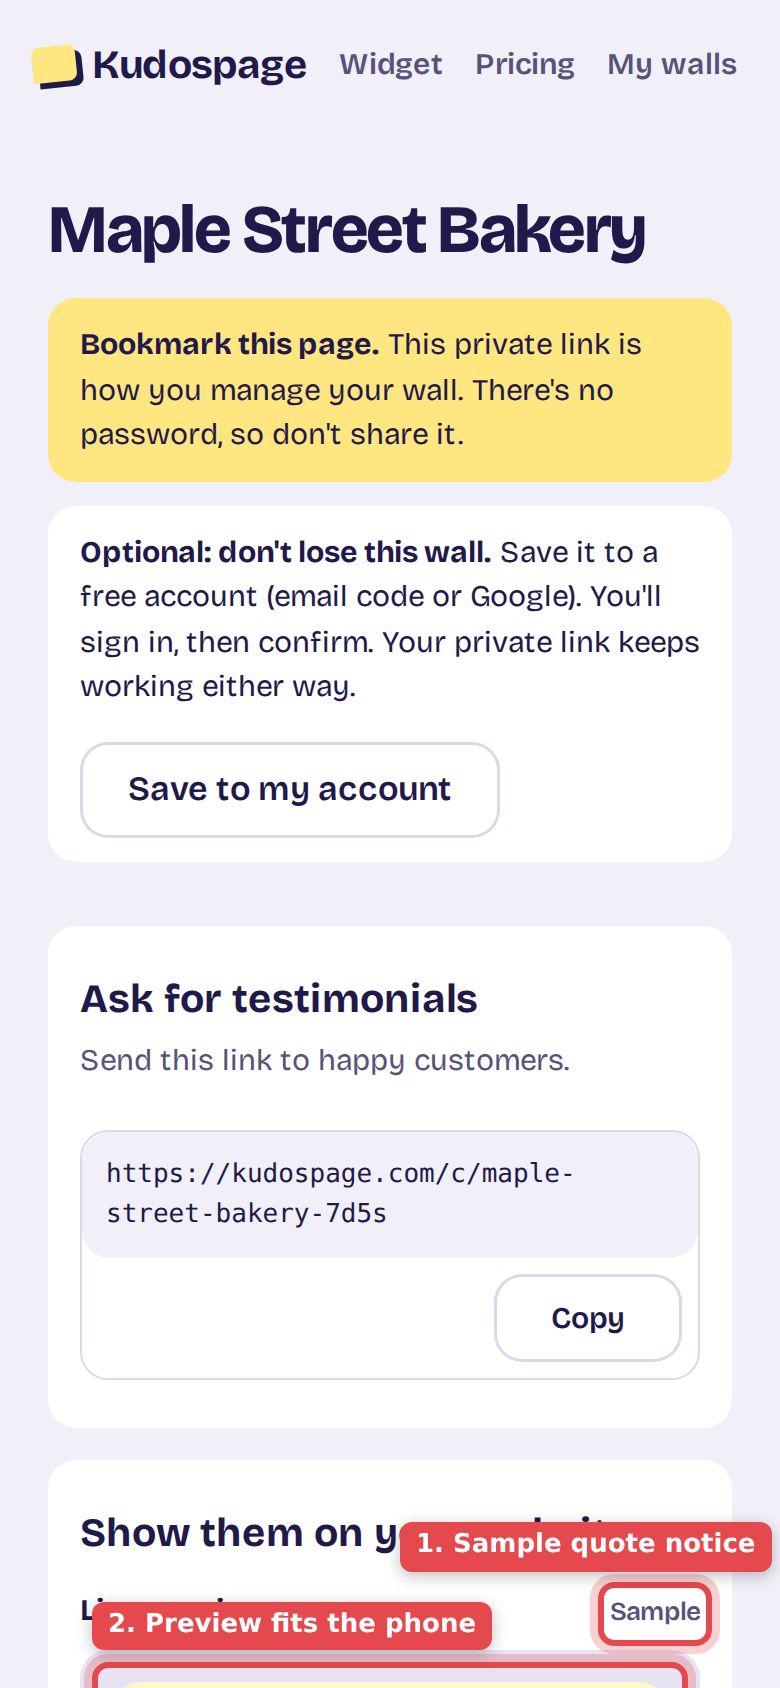 Kudospage Widget Pricing My walls
Maple Street Bakery
Bookmark this page. This private link is
how you manage your wall. There's no
password, so don't share it.
Optional: don't lose this wall. Save it to a
free account (email code or Google). You'll
sign in, then confirm. Your private link keeps
working either way.
Save to my account
Ask for testimonials
Send this link to happy customers.
https://kudospage.com/c/maple-
street-bakery-7d5s
Copy
Show them on
1. Sample quote notice
Sample
2. Preview fits the phone